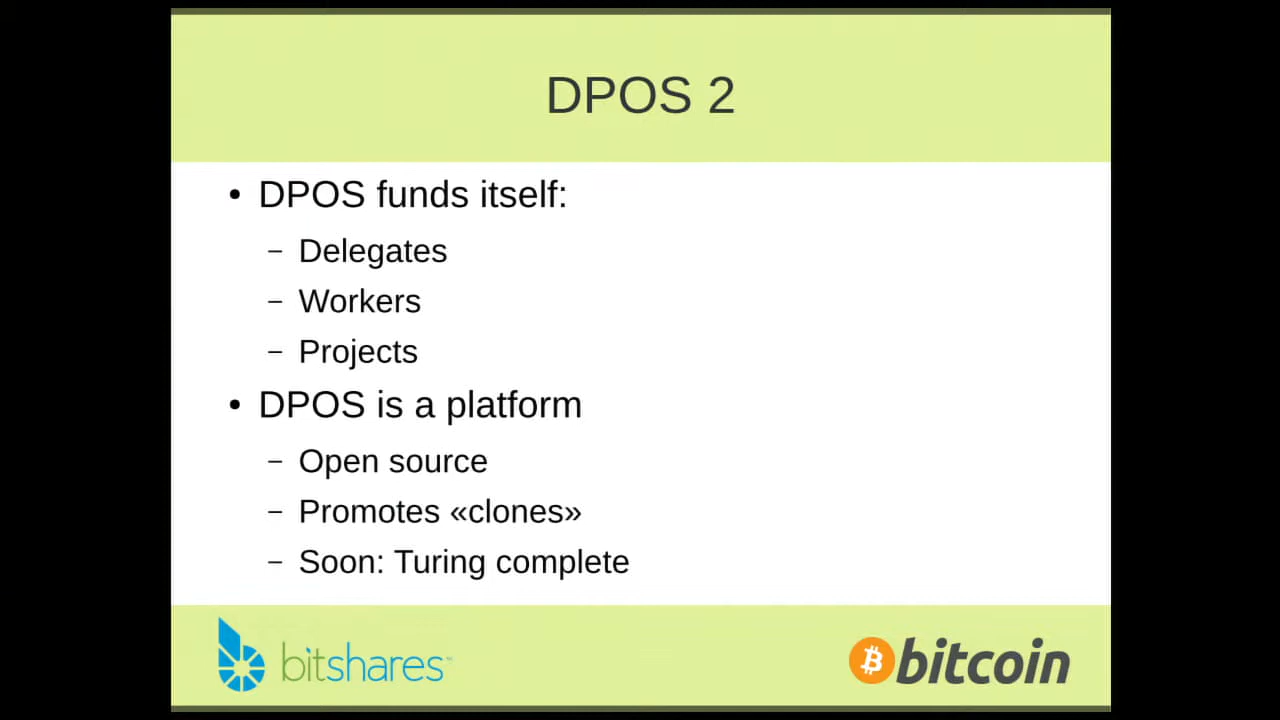 DPOS 2
• DPOS funds itself:
– Delegates
– Workers
– Projects
• DPOS is a platform
– Open source
– Promotes «clones»
– Soon: Turing complete
bitshares™
bitcoin